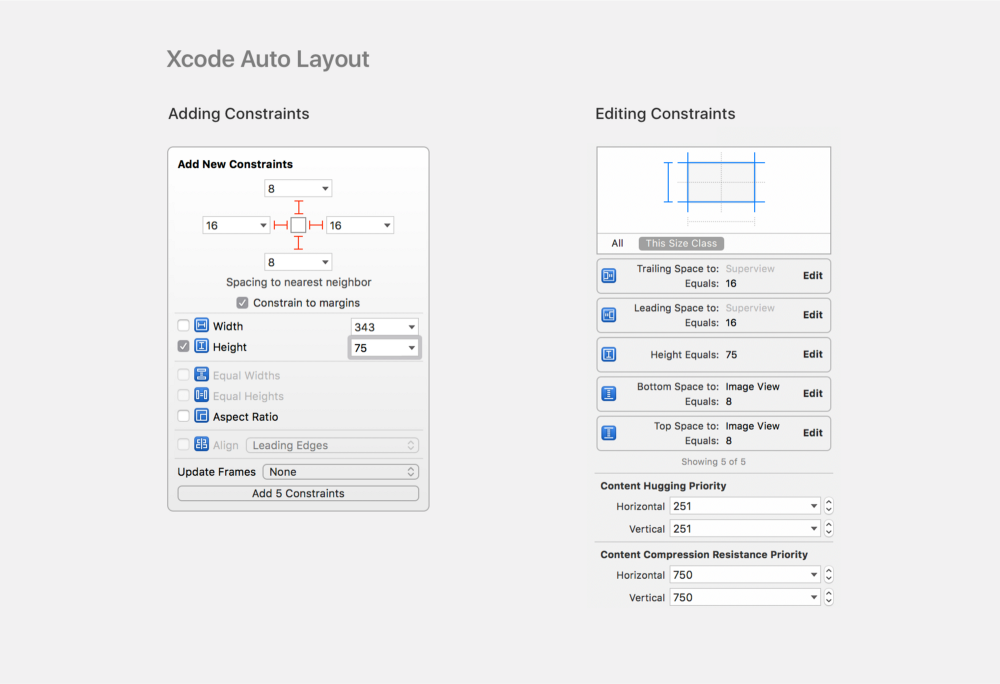 Xcode Auto Layout
Adding Constraints
Add New Constraints
8
16 16
8
Spacing to nearest neighbor
Constrain to margins
Width 343
Height 75
Equal Widths
Equal Heights
Aspect Ratio
Align Leading Edges
Update Frames None
Add 5 Constraints
Editing Constraints
All This Size Class
Trailing Space to: Superview
Equals: 16 Edit
Leading Space to: Superview
Equals: 16 Edit
Height Equals: 75 Edit
Bottom Space to: Image View
Equals: 8 Edit
Top Space to: Image View
Equals: 8 Edit
Showing 5 of 5
Content Hugging Priority
Horizontal 251
Vertical 251
Content Compression Resistance Priority
Horizontal 750
Vertical 750